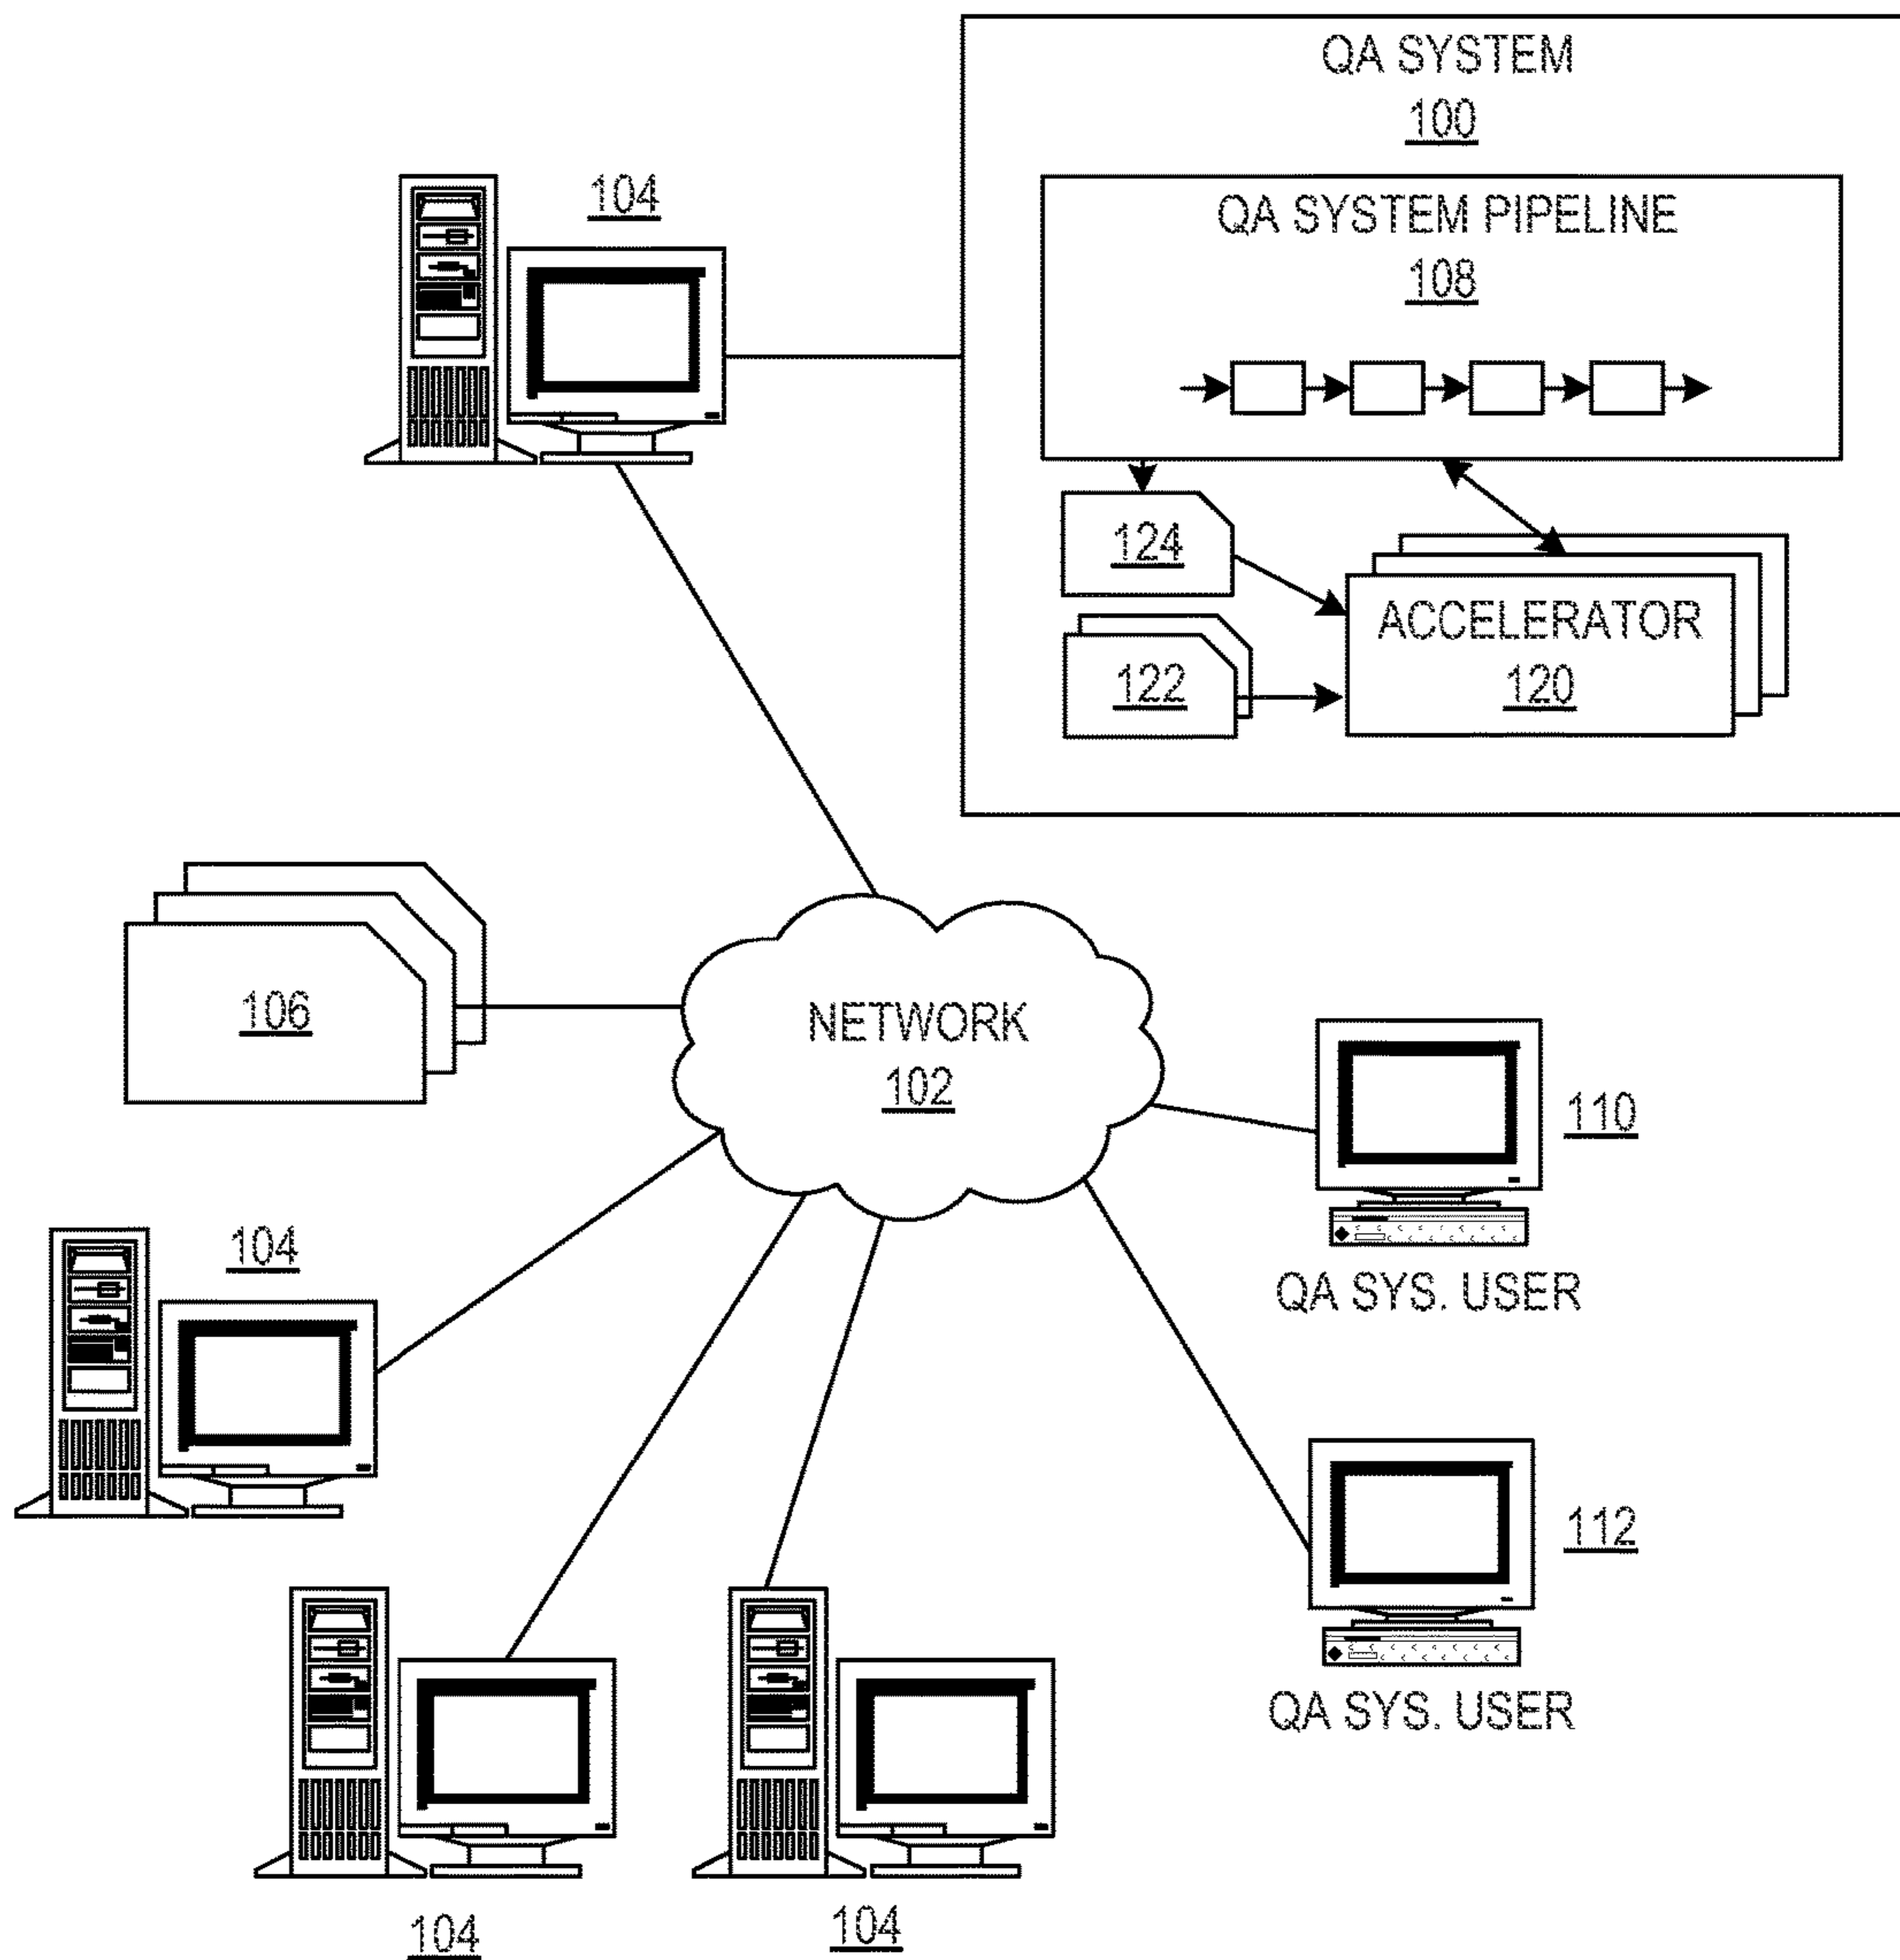 QA SYSTEM
100
104
QA SYSTEM PIPELINE
108
124
ACCELERATOR
120
122
106
NETWORK
102
110
QA SYS. USER
104
112
QA SYS. USER
104
104